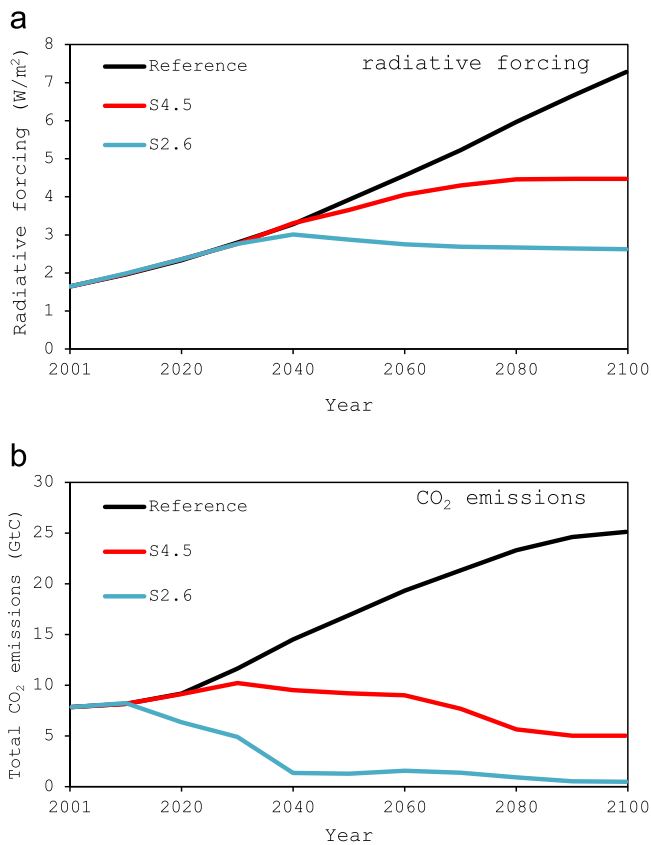 a
radiative forcing
Reference
S4.5
S2.6
Radiative forcing (W/m²)
8
7
6
5
4
3
2
1
0
2001 2020 2040 2060 2080 2100
Year
b
CO₂ emissions
Reference
S4.5
S2.6
Total CO₂ emissions (GtC)
30
25
20
15
10
5
0
2001 2020 2040 2060 2080 2100
Year